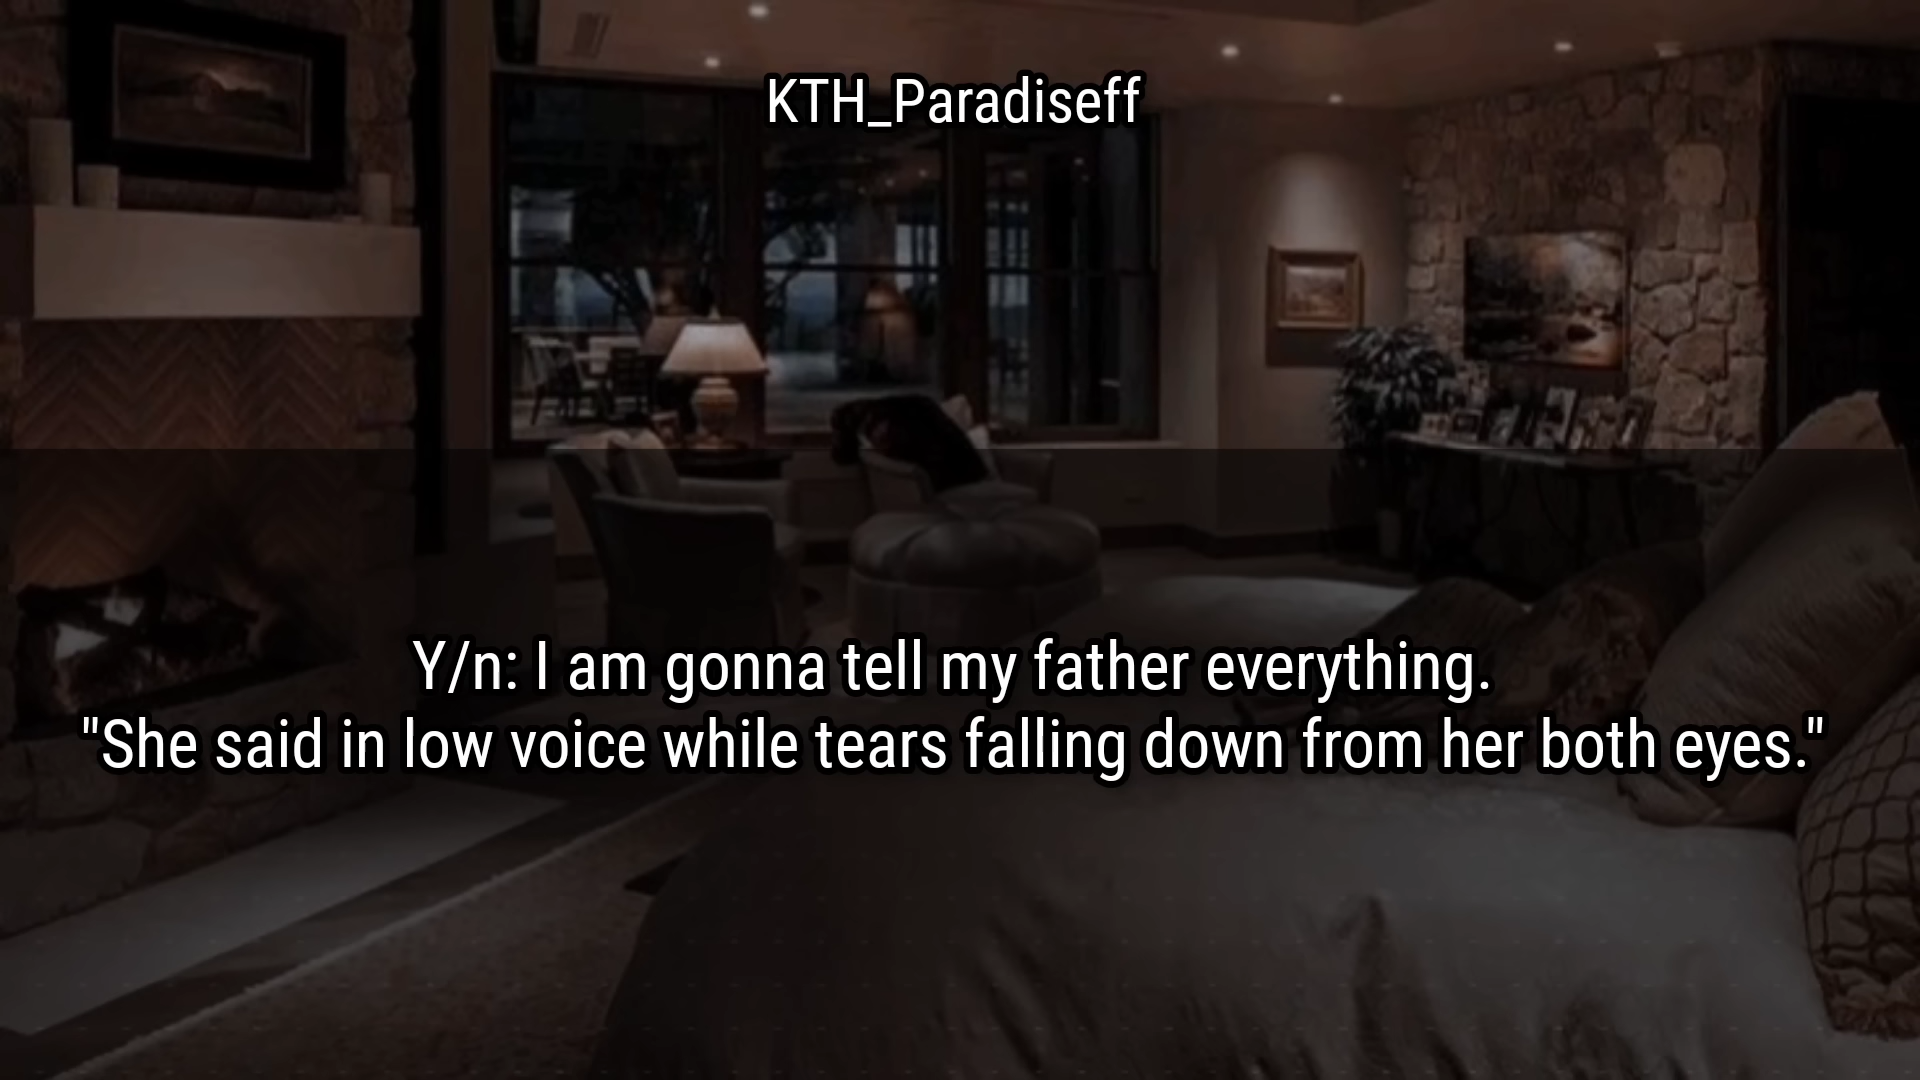 KTH_Paradiseff
Y/n: I am gonna tell my father everything.
"She said in low voice while tears falling down from her both eyes."